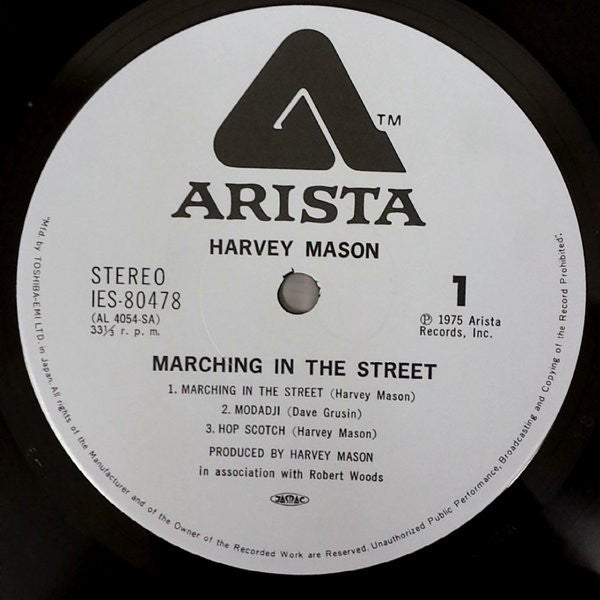 TM
ARISTA
HARVEY MASON
STEREO
IES-80478
(AL 4054-SA)
33⅓ r. p. m.
1
Ⓟ 1975 Arista
Records, Inc.
MARCHING IN THE STREET
1. MARCHING IN THE STREET (Harvey Mason)
2. MODADJI (Dave Grusin)
3. HOP SCOTCH (Harvey Mason)
PRODUCED BY HARVEY MASON
in association with Robert Woods
JASRAC
"Mfd. by TOSHIBA-EMI LTD. in Japan. All rights of the Manufacturer and of the Owner of the Recorded Work are Reserved. Unauthorized Public Performance, Broadcasting and Copying of the Record Prohibited".